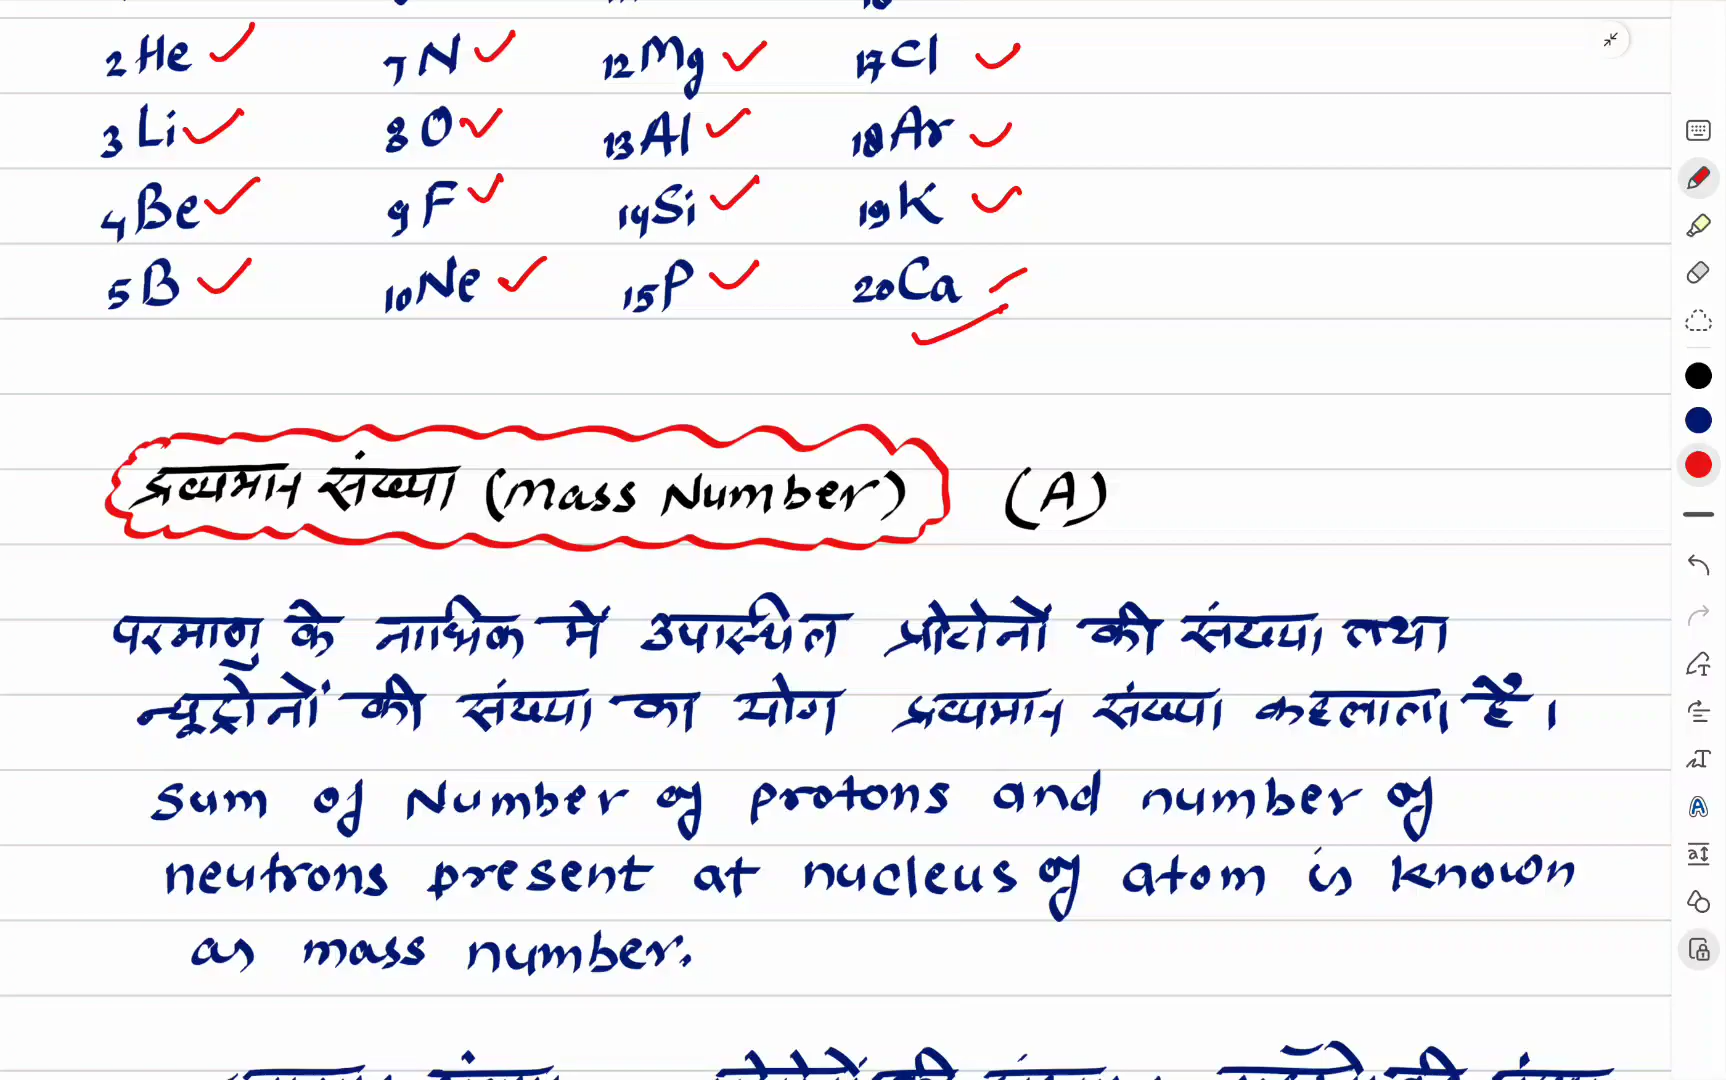 2He 7N 12Mg 17Cl
3Li 8O 13Al 18Ar
4Be 9F 14Si 19K
5B 10Ne 15P 20Ca
द्रव्यमान संख्या (Mass Number) (A)
परमाणु के नाभिक में उपस्थित प्रोटोनों की संख्या तथा
न्यूट्रोनों की संख्या का योग द्रव्यमान संख्या कहलाता है।
Sum of Number of protons and number of
neutrons present at nucleus of atom is known
as mass number.